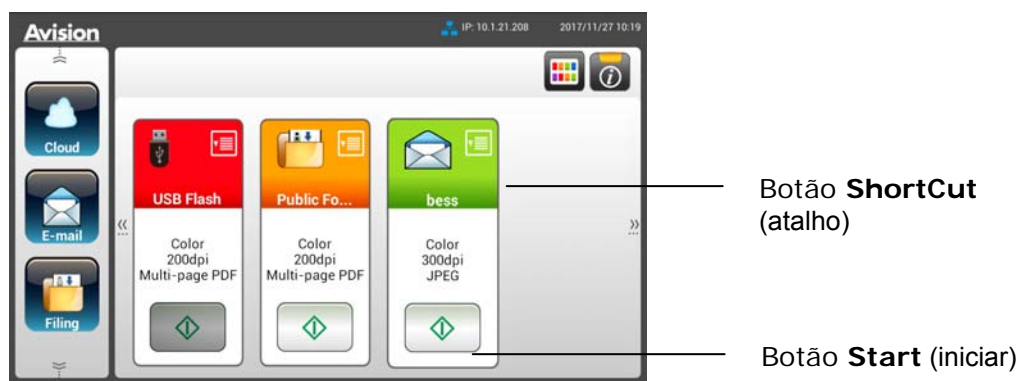 Avision
IP: 10.1.21.208 2017/11/27 10:19
Cloud
E-mail
Filing
USB Flash
Color
200dpi
Multi-page PDF
Public Fo...
Color
200dpi
Multi-page PDF
bess
Color
300dpi
JPEG
Botão ShortCut
(atalho)
Botão Start (iniciar)